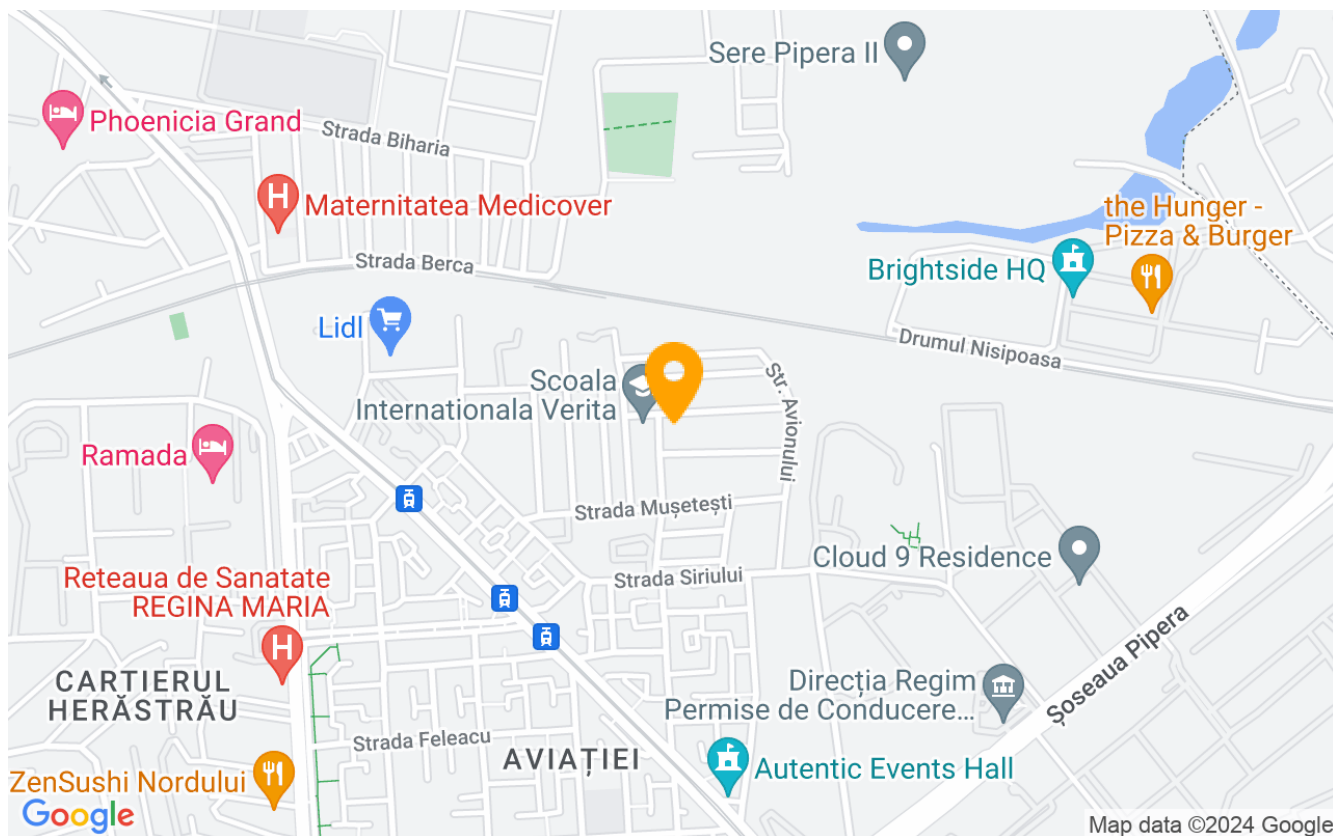 Sere Pipera II
Phoenicia Grand
Strada Biharia
Maternitatea Medicover
the Hunger -
Pizza & Burger
Strada Berca
Brightside HQ
Lidl
Drumul Nisipoasa
Scoala
Internationala Verita
Str. Avionului
Ramada
Strada Mușetești
Cloud 9 Residence
Reteaua de Sanatate
REGINA MARIA
Strada Siriului
Șoseaua Pipera
CARTIERUL
HERĂSTRĂU
Direcția Regim
Permise de Conducere...
Strada Feleacu
AVIAȚIEI
Autentic Events Hall
ZenSushi Nordului
Google
Map data ©2024 Google